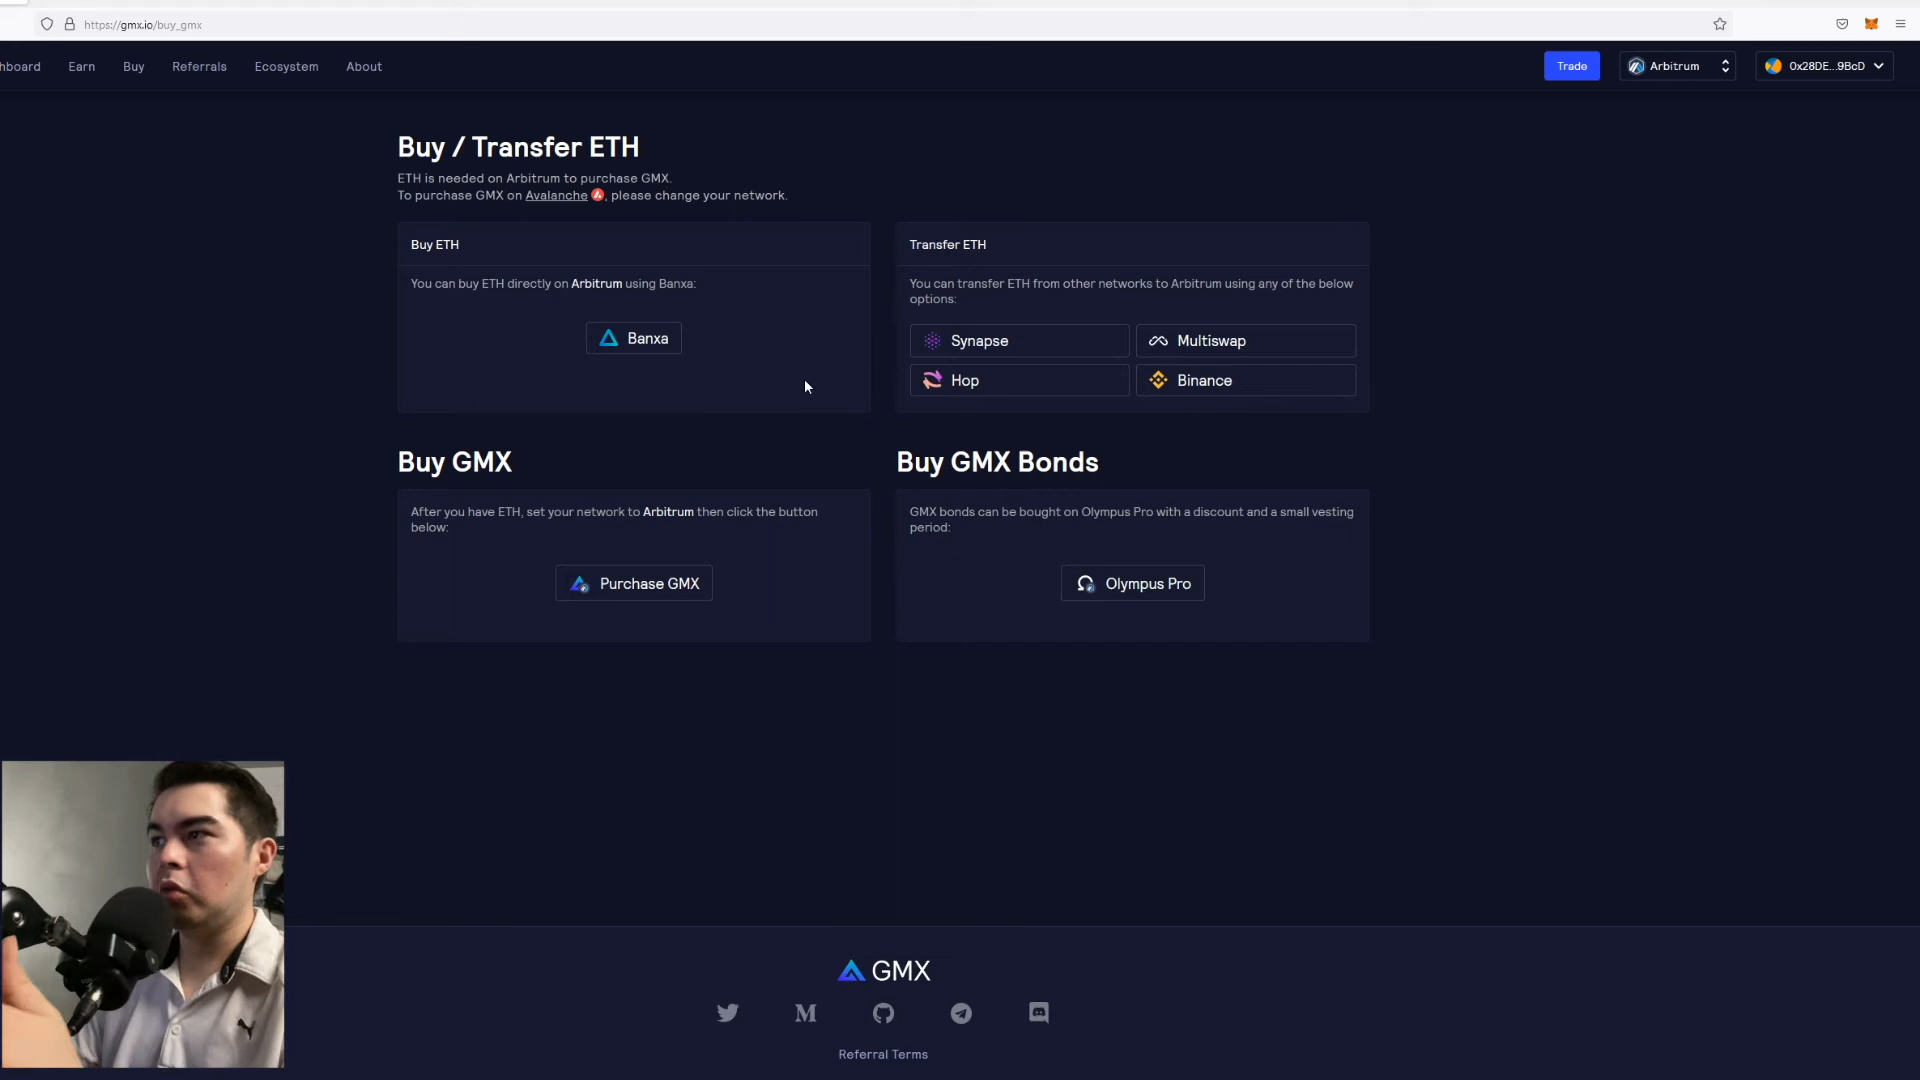 https://gmx.io/buy_gmx
hboard Earn Buy Referrals Ecosystem About Trade Arbitrum 0x28DE...9BcD
Buy / Transfer ETH
ETH is needed on Arbitrum to purchase GMX.
To purchase GMX on Avalanche , please change your network.
Buy ETH
You can buy ETH directly on Arbitrum using Banxa:
Banxa
Transfer ETH
You can transfer ETH from other networks to Arbitrum using any of the below
options:
Synapse Multiswap
Hop Binance
Buy GMX
After you have ETH, set your network to Arbitrum then click the button
below:
Purchase GMX
Buy GMX Bonds
GMX bonds can be bought on Olympus Pro with a discount and a small vesting
period:
Olympus Pro
GMX
Referral Terms